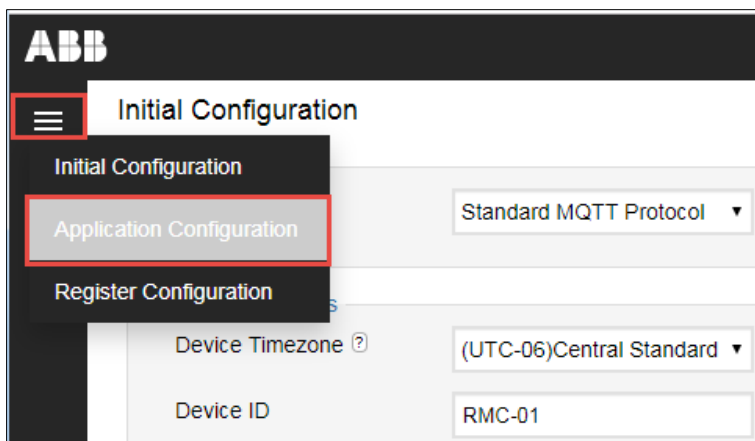 ABB
Initial Configuration
Initial Configuration
Standard MQTT Protocol
Application Configuration
Register Configuration
s
Device Timezone ?
(UTC-06)Central Standard
Device ID
RMC-01